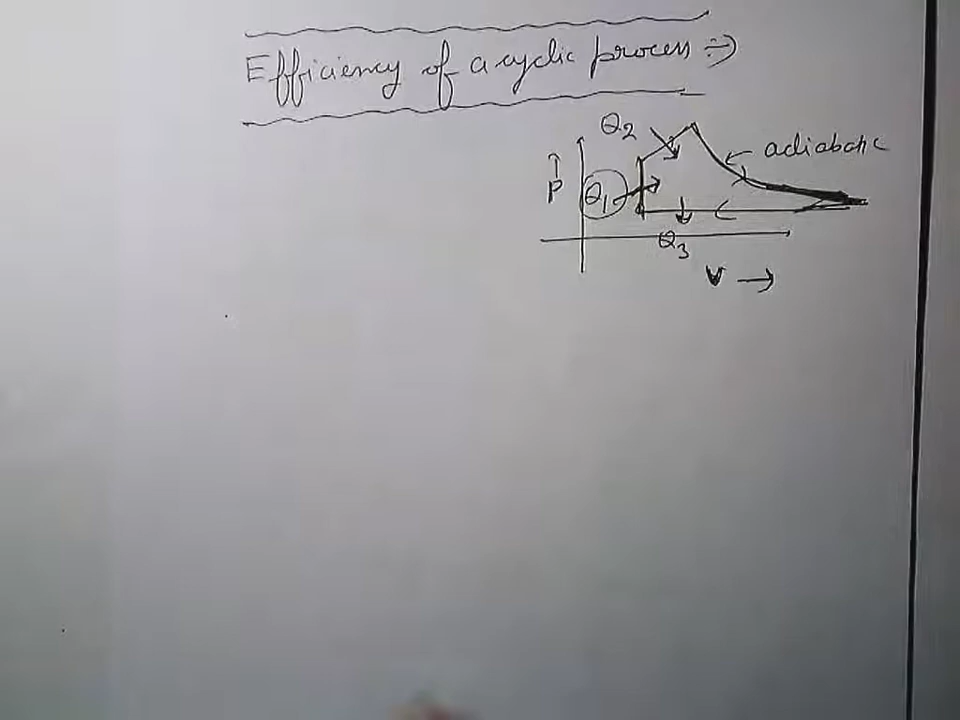 Efficiency of a cyclic process ⇒
Q2
adiabatic
P
Q1
Q3
V →